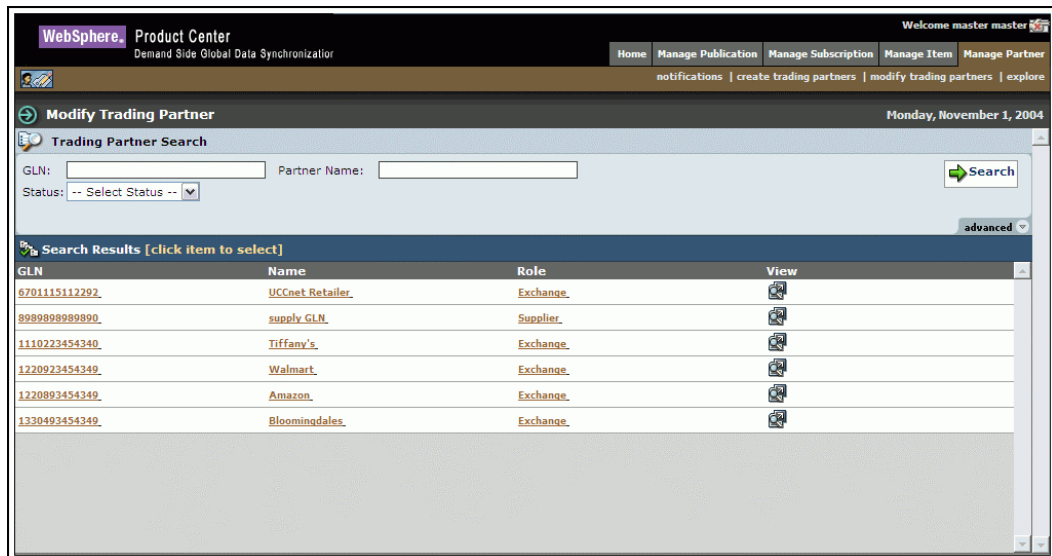 Welcome master master
WebSphere. Product Center
Demand Side Global Data Synchronization
Home Manage Publication Manage Subscription Manage Item Manage Partner
notifications | create trading partners | modify trading partners | explore
Modify Trading Partner Monday, November 1, 2004
Trading Partner Search
GLN: Partner Name: Search
Status: -- Select Status --
advanced
Search Results [click item to select]
GLN Name Role View
6701115112292 UCCnet Retailer Exchange
8989898989890 supply GLN Supplier
1110223454340 Tiffany's Exchange
1220923454349 Walmart Exchange
1220893454349 Amazon Exchange
1330493454349 Bloomingdales Exchange